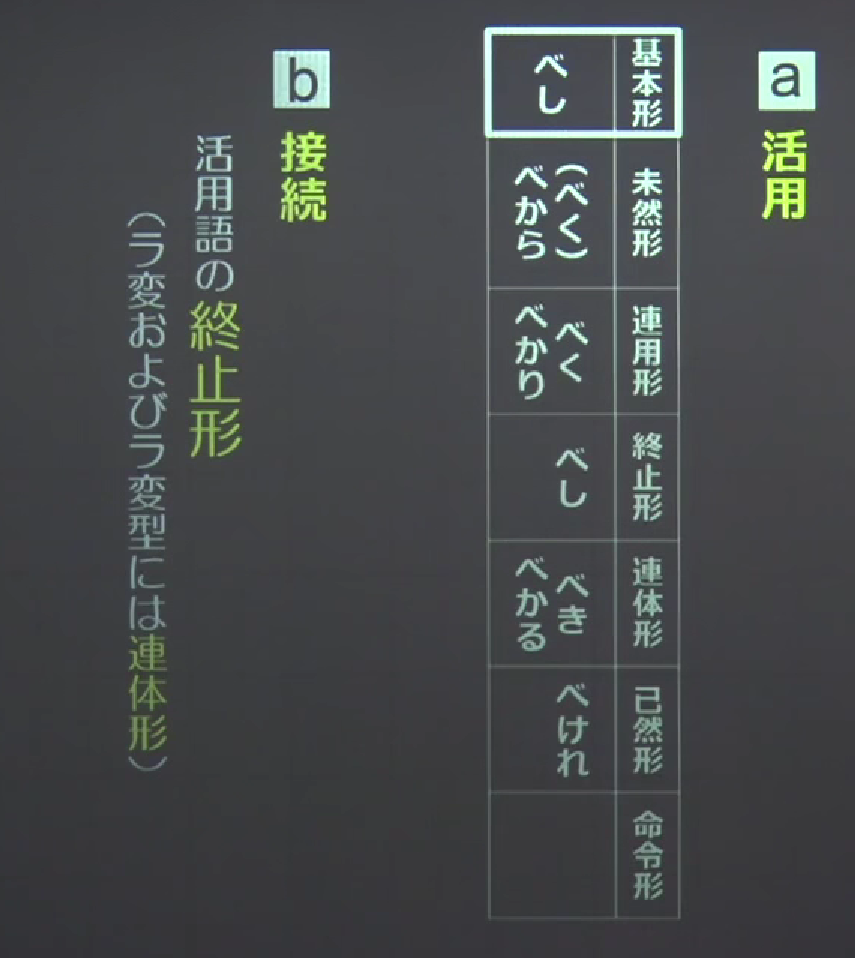 a 活用
基本形 未然形 連用形 終止形 連体形 已然形 命令形
べし (べく) べく べし べき べけれ
べから べかり べかる
b 接続
活用語の終止形
(ラ変およびラ変型には連体形)